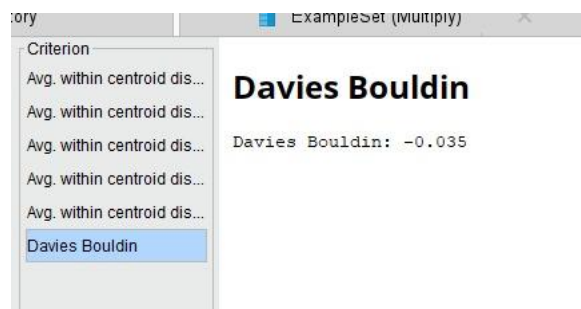 ory
ExampleSet (Multiply)
Criterion
Avg. within centroid dis...
Avg. within centroid dis...
Avg. within centroid dis...
Avg. within centroid dis...
Avg. within centroid dis...
Davies Bouldin
Davies Bouldin
Davies Bouldin: -0.035